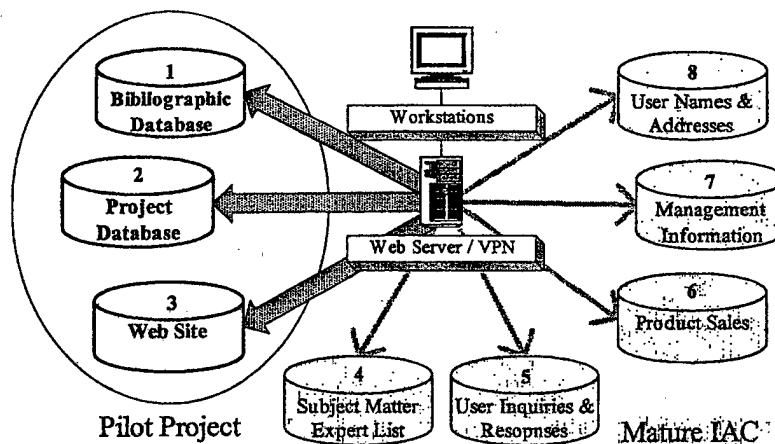 1
Bibliographic
Database
2
Project
Database
3
Web Site
Pilot Project
Workstations
Web Server / VPN
4
Subject Matter
Expert List
5
User Inquiries &
Resopnses
8
User Names &
Addresses
7
Management
Information
6
Product Sales
Mature IAC